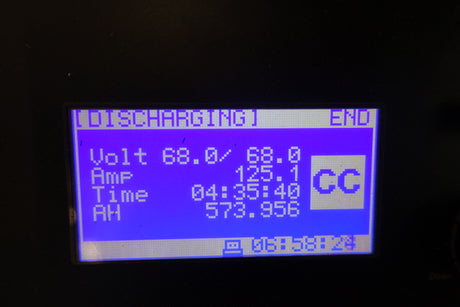 [DISCHARGING] END
Volt 68.0/ 68.0
Amp 125.1
Time 04:35:40
AH 573.956
CC
06:58:24